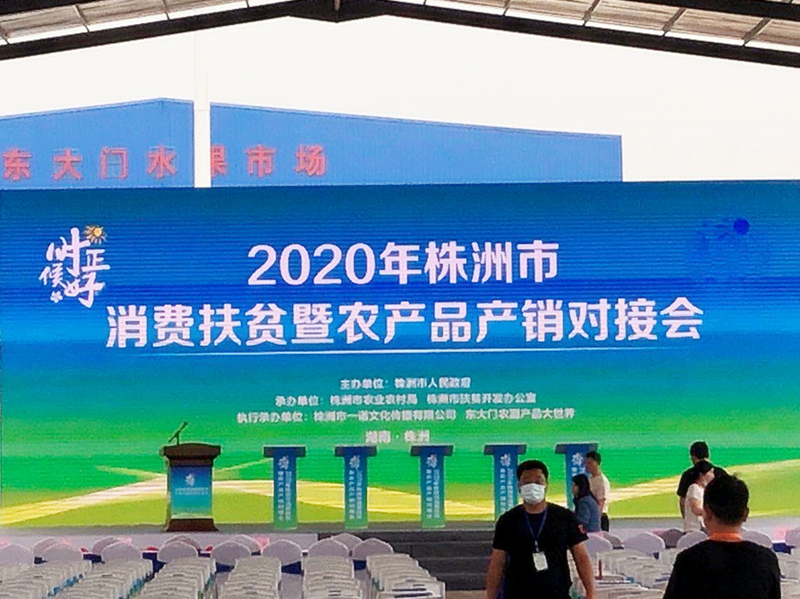 东大门水果市场
时候正好
2020年株洲市
消费扶贫暨农产品产销对接会
主办单位：株洲市人民政府
承办单位：株洲市农业农村局 株洲市扶贫开发办公室
执行承办单位：株洲市一诺文化传播有限公司 东大门农副产品大世界
湖南·株洲